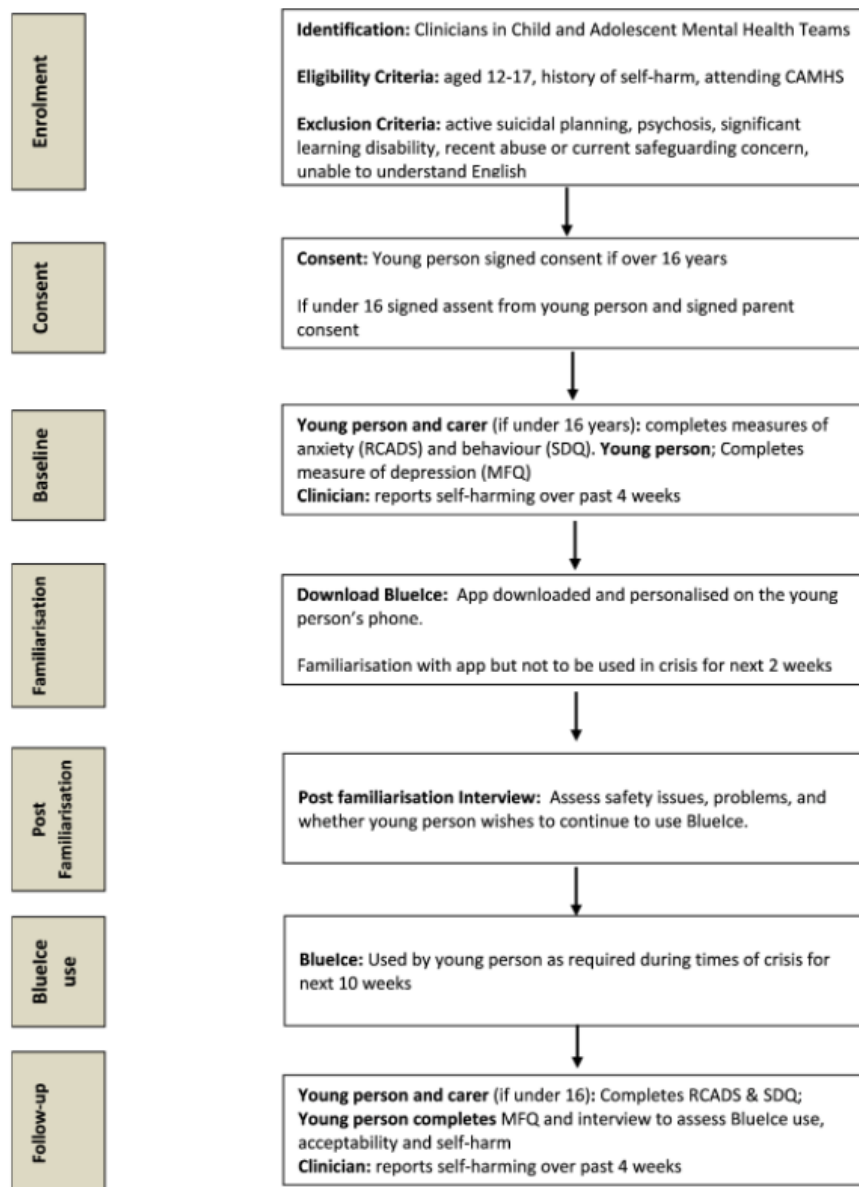 Enrolment
Identification: Clinicians in Child and Adolescent Mental Health Teams
Eligibility Criteria: aged 12-17, history of self-harm, attending CAMHS
Exclusion Criteria: active suicidal planning, psychosis, significant
learning disability, recent abuse or current safeguarding concern,
unable to understand English
Consent
Consent: Young person signed consent if over 16 years
If under 16 signed assent from young person and signed parent
consent
Baseline
Young person and carer (if under 16 years): completes measures of
anxiety (RCADS) and behaviour (SDQ). Young person; Completes
measure of depression (MFQ)
Clinician: reports self-harming over past 4 weeks
Familiarisation
Download BlueIce: App downloaded and personalised on the young
person's phone.
Familiarisation with app but not to be used in crisis for next 2 weeks
Post
Familiarisation
Post familiarisation Interview: Assess safety issues, problems, and
whether young person wishes to continue to use BlueIce.
BlueIce
use
BlueIce: Used by young person as required during times of crisis for
next 10 weeks
Follow-up
Young person and carer (if under 16): Completes RCADS & SDQ;
Young person completes MFQ and interview to assess BlueIce use,
acceptability and self-harm
Clinician: reports self-harming over past 4 weeks